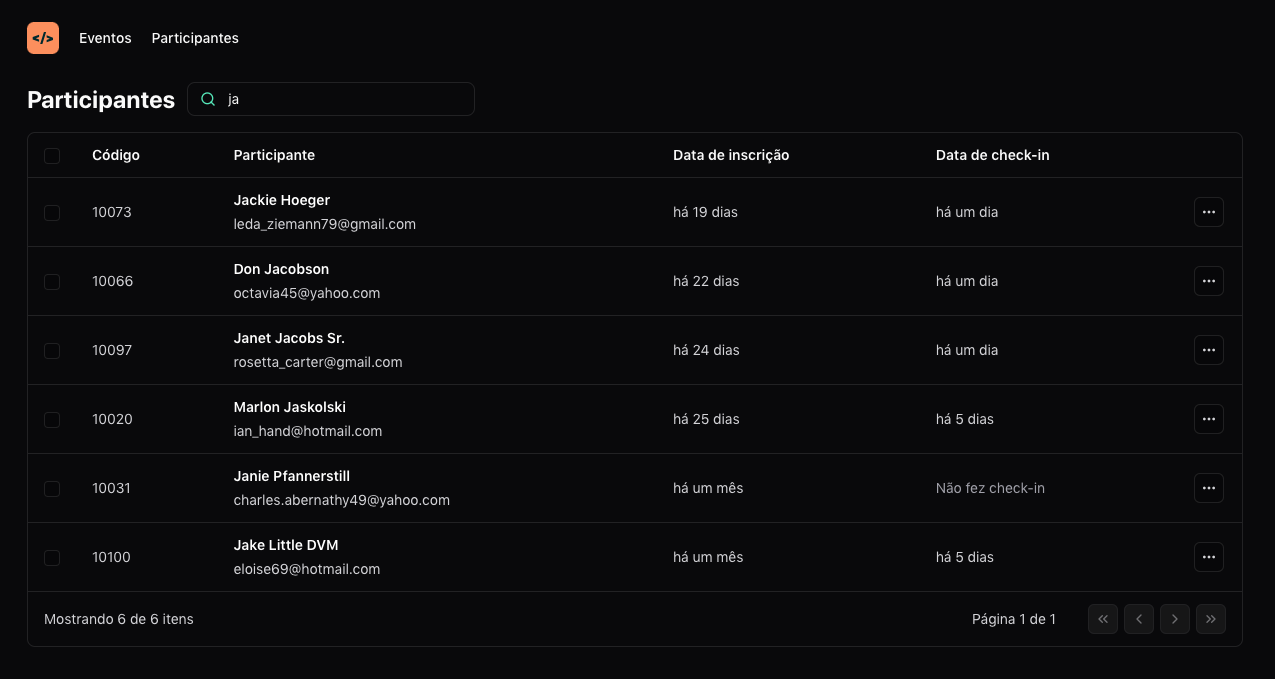 </> Eventos Participantes
Participantes ja
Código Participante Data de inscrição Data de check-in
10073 Jackie Hoeger há 19 dias há um dia
leda_ziemann79@gmail.com
10066 Don Jacobson há 22 dias há um dia
octavia45@yahoo.com
10097 Janet Jacobs Sr. há 24 dias há um dia
rosetta_carter@gmail.com
10020 Marlon Jaskolski há 25 dias há 5 dias
ian_hand@hotmail.com
10031 Janie Pfannerstill há um mês Não fez check-in
charles.abernathy49@yahoo.com
10100 Jake Little DVM há um mês há 5 dias
eloise69@hotmail.com
Mostrando 6 de 6 itens Página 1 de 1